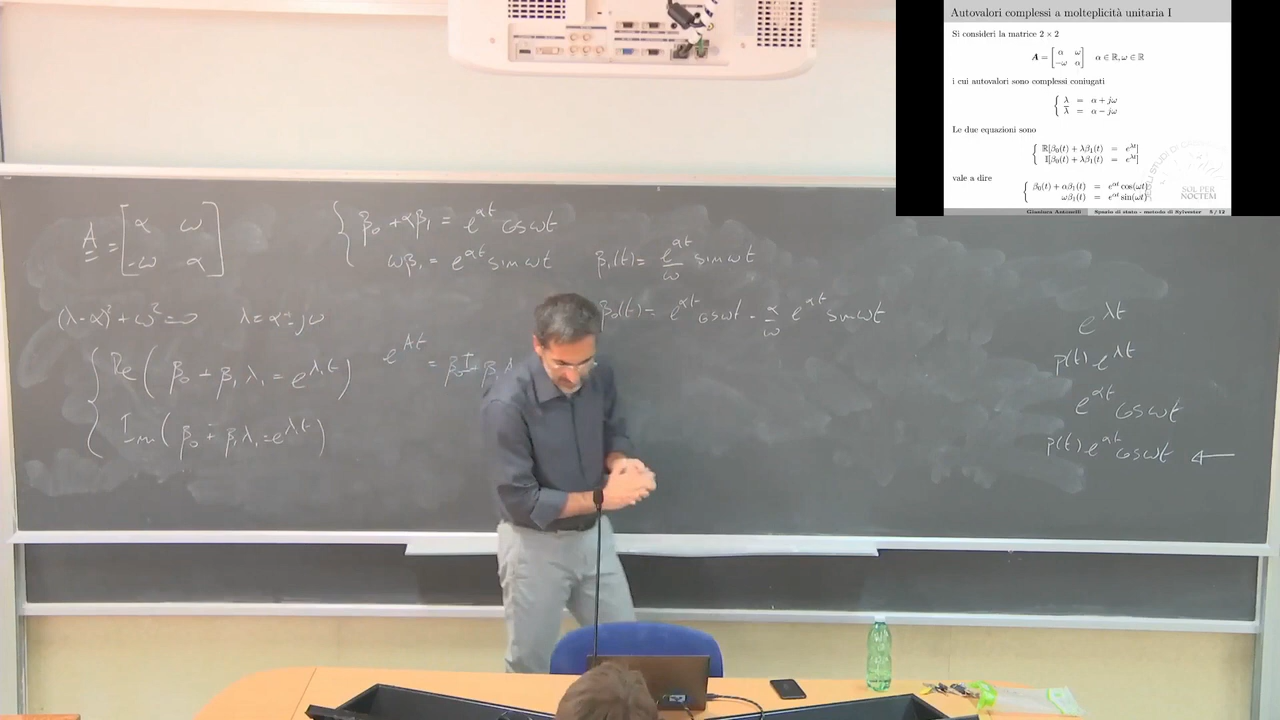 Autovalori complessi a molteplicità unitaria I
Si consideri la matrice 2 × 2
A = [α ω; −ω α] α ∈ ℝ, ω ∈ ℝ
i cui autovalori sono complessi coniugati
{ λ = α + jω
λ̄ = α − jω
Le due equazioni sono
{ ℝ[β₀(t) + λβ₁(t) = e^{λt}]
𝕀[β₀(t) + λβ₁(t) = e^{λt}]
vale a dire
{ β₀(t) + αβ₁(t) = e^{αt} cos(ωt)
ωβ₁(t) = e^{αt} sin(ωt)
Gianluca Antonelli Spazio di stato - metodo di Sylvester 8 / 12
SOL PER
NOCTEM
A = [α ω; -ω α]
(λ-α)² + ω² = 0 λ = α ± jω
{ Re( β₀ + β₁λ₁ = e^{λ₁t} )
Im( β₀ + β₁λ₁ = e^{λ₁t} )
{ β₀ + αβ₁ = e^{αt} cos ωt
ωβ₁ = e^{αt} sin ωt
β₁(t) = e^{αt}/ω sin ωt
β₀(t) = e^{αt} cos ωt - α/ω e^{αt} sin ωt
e^{At} = β₀I + β₁A
e^{λt}
p(t) e^{λt}
e^{αt} cos ωt
p(t) e^{αt} cos ωt ←